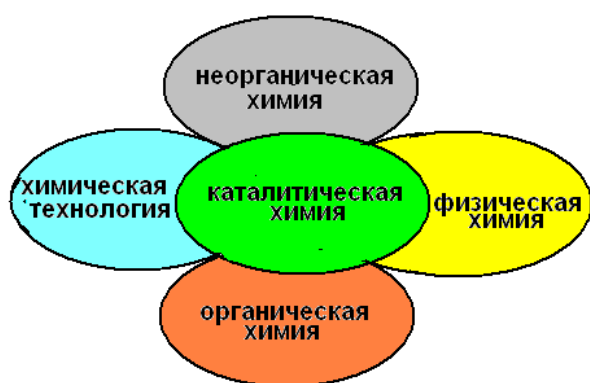 неорганическая
химия
химическая
технология
каталитическая
химия
физическая
химия
органическая
химия